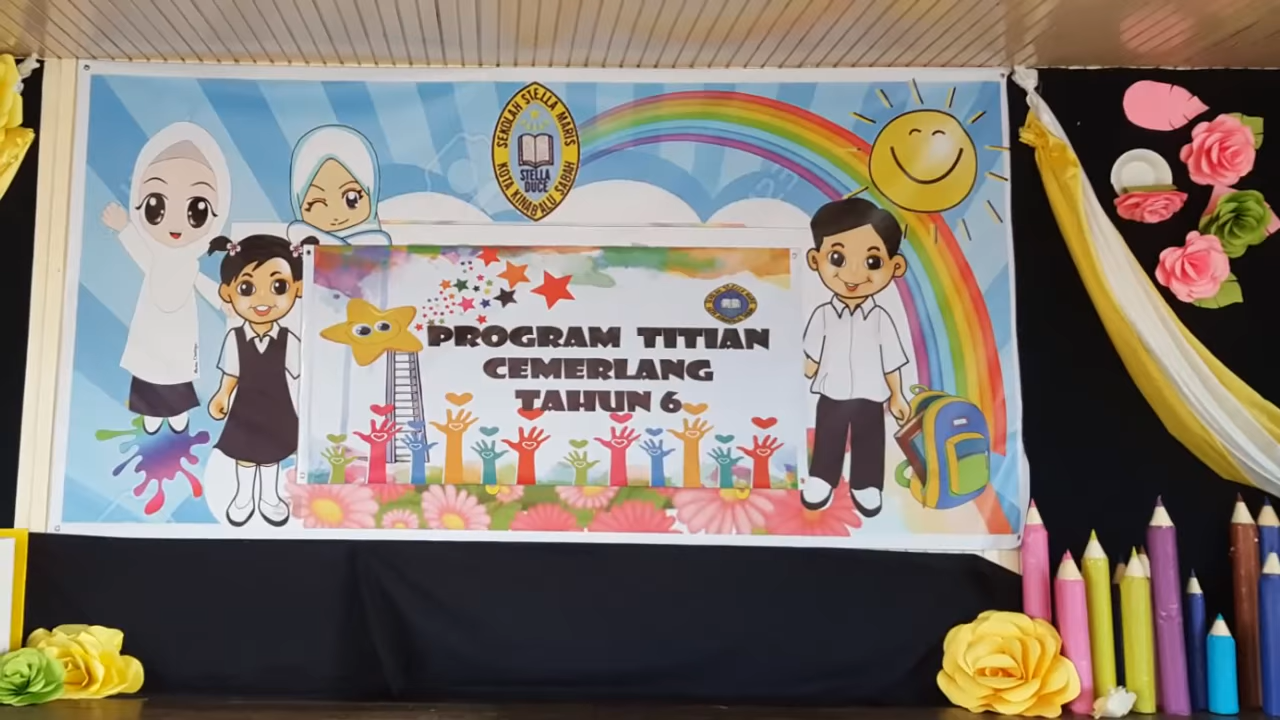 SEKOLAH STELLA MARIS
STELLA
DUCE
KOTA KINABALU SABAH
PROGRAM TITIAN
CEMERLANG
TAHUN 6